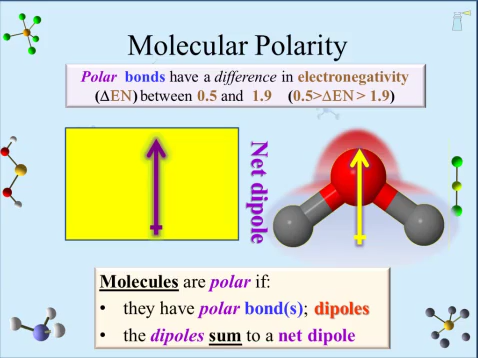 Molecular Polarity
Polar bonds have a difference in electronegativity
(ΔEN) between 0.5 and 1.9 (0.5>ΔEN > 1.9)
Net dipole
Molecules are polar if:
• they have polar bond(s); dipoles
• the dipoles sum to a net dipole